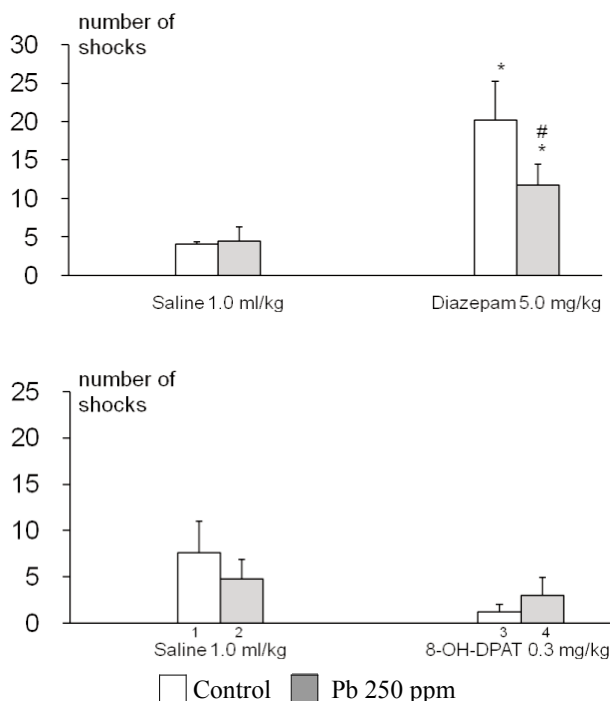 number of
shocks
30
25
20
15
10
5
0
*
#
*
Saline 1.0 ml/kg
Diazepam 5.0 mg/kg
number of
shocks
25
20
15
10
5
0
1 2 3 4
Saline 1.0 ml/kg
8-OH-DPAT 0.3 mg/kg
Control Pb 250 ppm